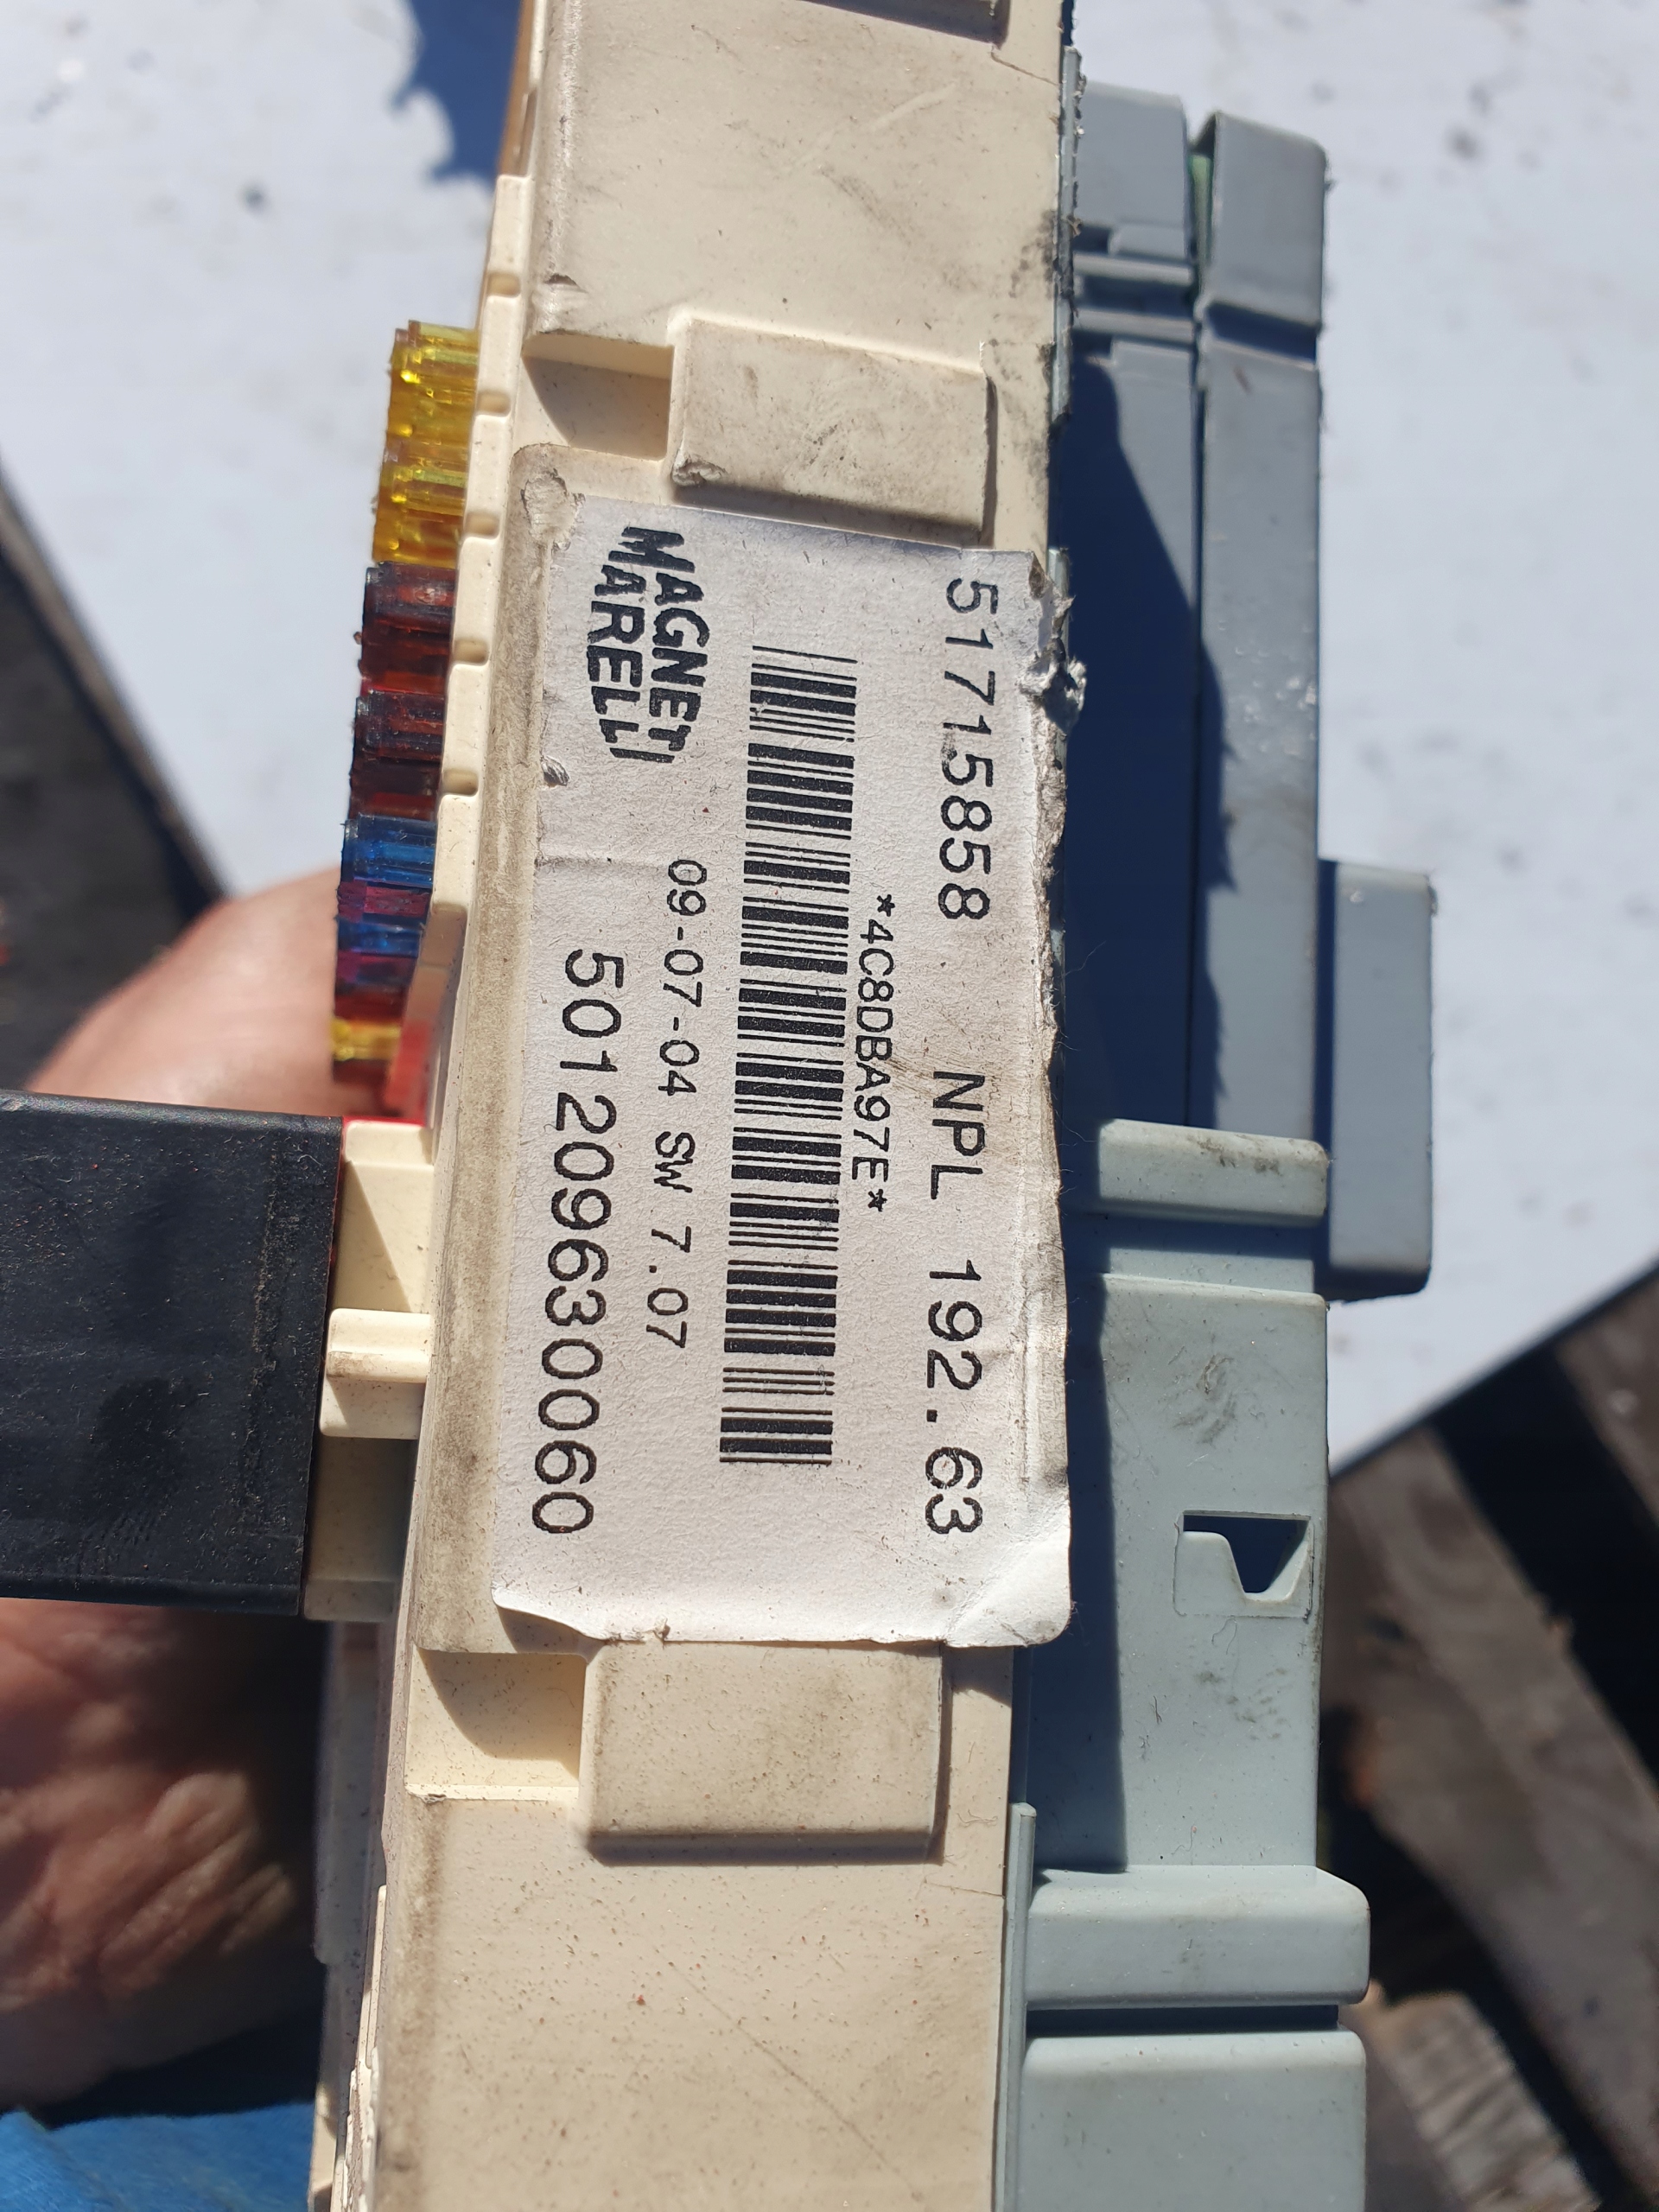 51715858 NPL 192.63
*4C8DBA97E*
MAGNETI
MARELLI
09-07-04 SW 7.07
501209630060